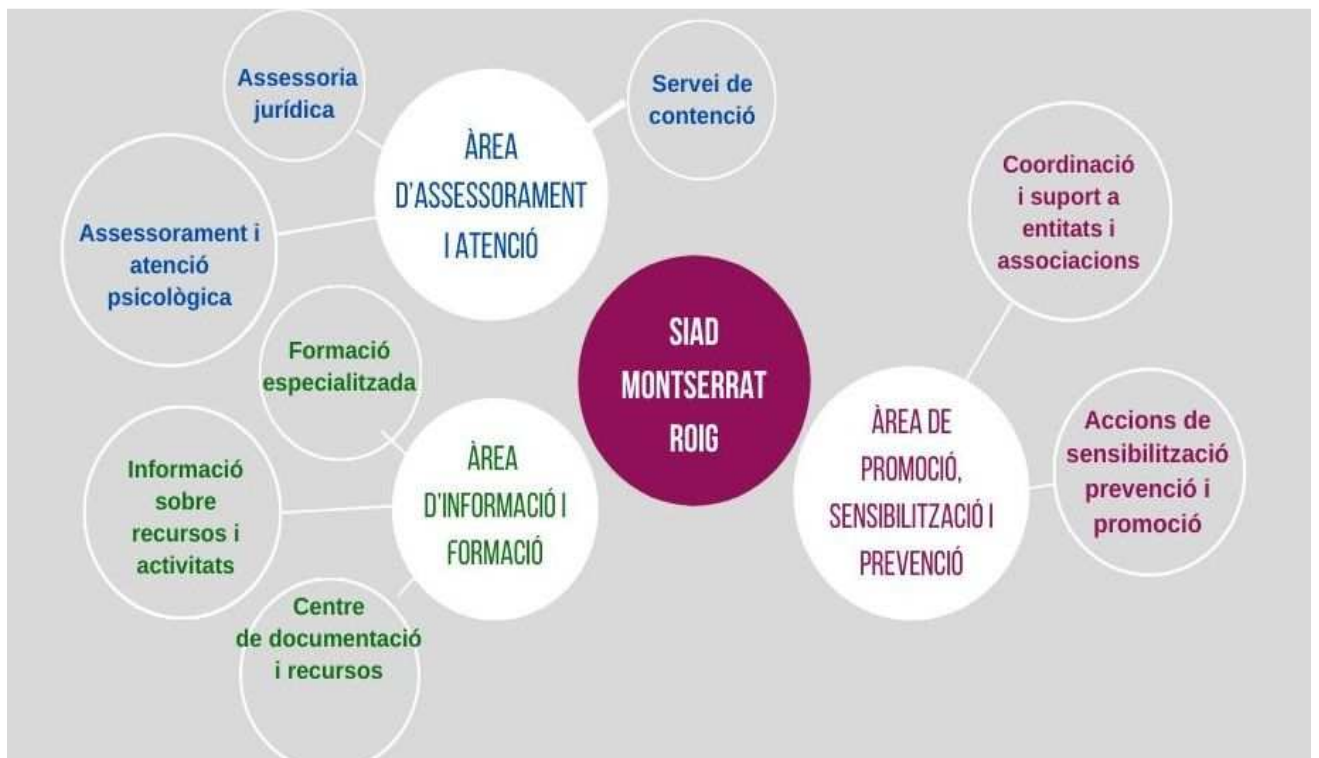 Assessoria
jurídica
ÀREA
D'ASSESSORAMENT
I ATENCIÓ
Servei de
contenció
Assessorament i
atenció
psicològica
Formació
especialitzada
Informació
sobre
recursos i
activitats
Centre
de documentació
i recursos
ÀREA
D'INFORMACIÓ I
FORMACIÓ
SIAD
MONTSERRAT
ROIG
ÀREA DE
PROMOCIÓ,
SENSIBILITZACIÓ I
PREVENCIÓ
Coordinació
i suport a
entitats i
associacions
Accions de
sensibilització
prevenció i
promoció